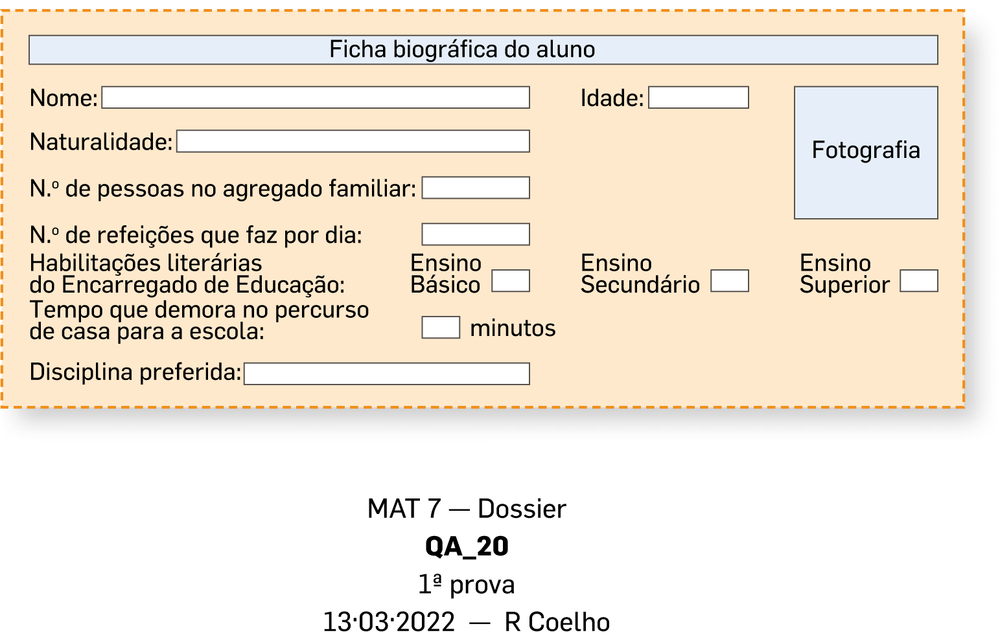 Ficha biográfica do aluno
Nome:
Idade:
Fotografia
Naturalidade:
N.º de pessoas no agregado familiar:
N.º de refeições que faz por dia:
Habilitações literárias
do Encarregado de Educação:
Ensino
Básico
Ensino
Secundário
Ensino
Superior
Tempo que demora no percurso
de casa para a escola:
minutos
Disciplina preferida:
MAT 7 — Dossier
QA_20
1ª prova
13·03·2022 — R Coelho